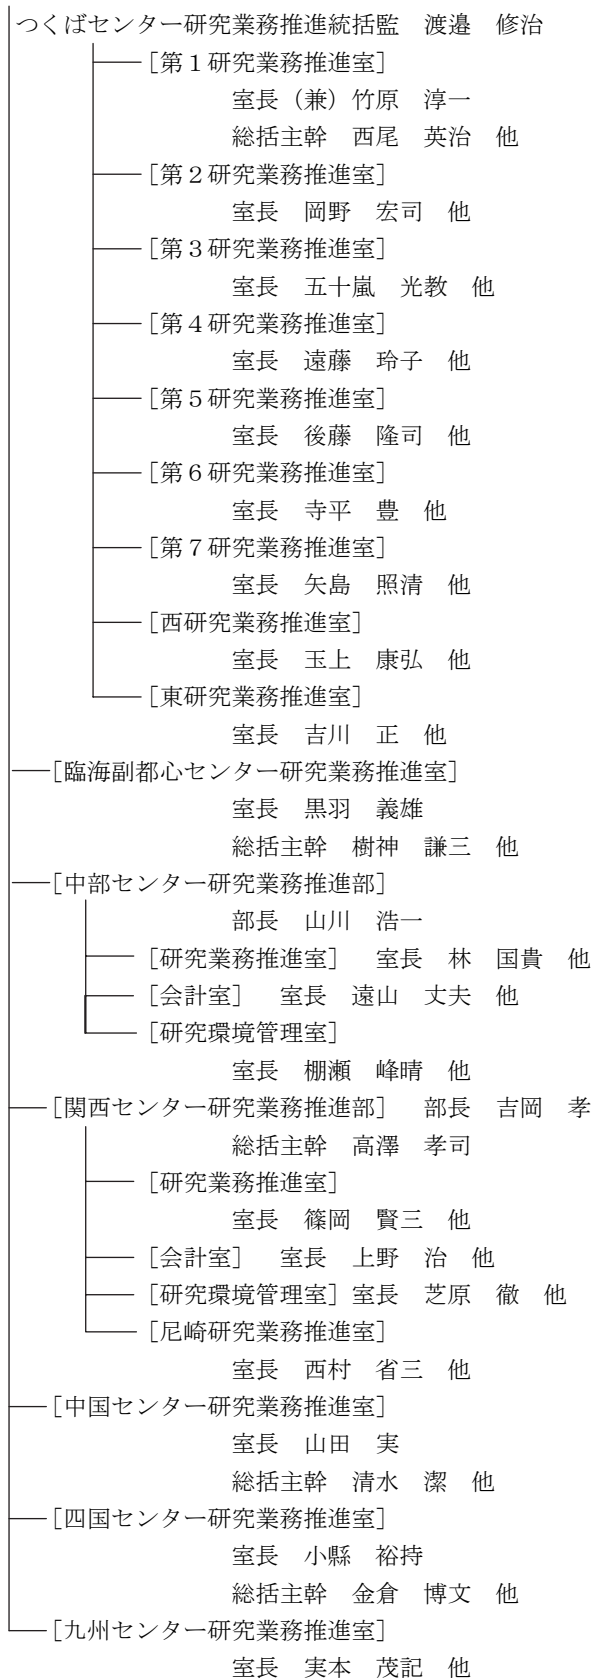 つくばセンター研究業務推進統括監　渡邉　修治
［第１研究業務推進室］
室長（兼）竹原　淳一
総括主幹　西尾　英治　他
［第２研究業務推進室］
室長　岡野　宏司　他
［第３研究業務推進室］
室長　五十嵐　光教　他
［第４研究業務推進室］
室長　遠藤　玲子　他
［第５研究業務推進室］
室長　後藤　隆司　他
［第６研究業務推進室］
室長　寺平　豊　他
［第７研究業務推進室］
室長　矢島　照清　他
［西研究業務推進室］
室長　玉上　康弘　他
［東研究業務推進室］
室長　吉川　正　他
［臨海副都心センター研究業務推進室］
室長　黒羽　義雄
総括主幹　樹神　謙三　他
［中部センター研究業務推進部］
部長　山川　浩一
［研究業務推進室］　室長　林　国貴　他
［会計室］　室長　遠山　丈夫　他
［研究環境管理室］
室長　棚瀬　峰晴　他
［関西センター研究業務推進部］　部長　吉岡　孝
総括主幹　高澤　孝司
［研究業務推進室］
室長　篠岡　賢三　他
［会計室］　室長　上野　治　他
［研究環境管理室］室長　芝原　徹　他
［尼崎研究業務推進室］
室長　西村　省三　他
［中国センター研究業務推進室］
室長　山田　実
総括主幹　清水　潔　他
［四国センター研究業務推進室］
室長　小縣　裕持
総括主幹　金倉　博文　他
［九州センター研究業務推進室］
室長　実本　茂記　他